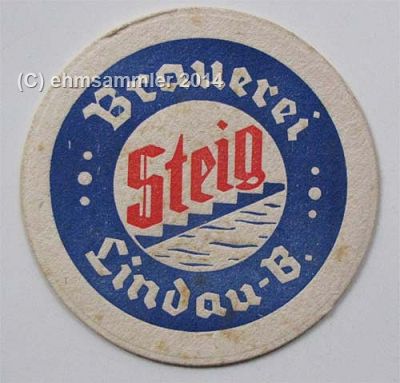 (C) ehmsammler 2014
Brauerei
Steig
Lindau-B.